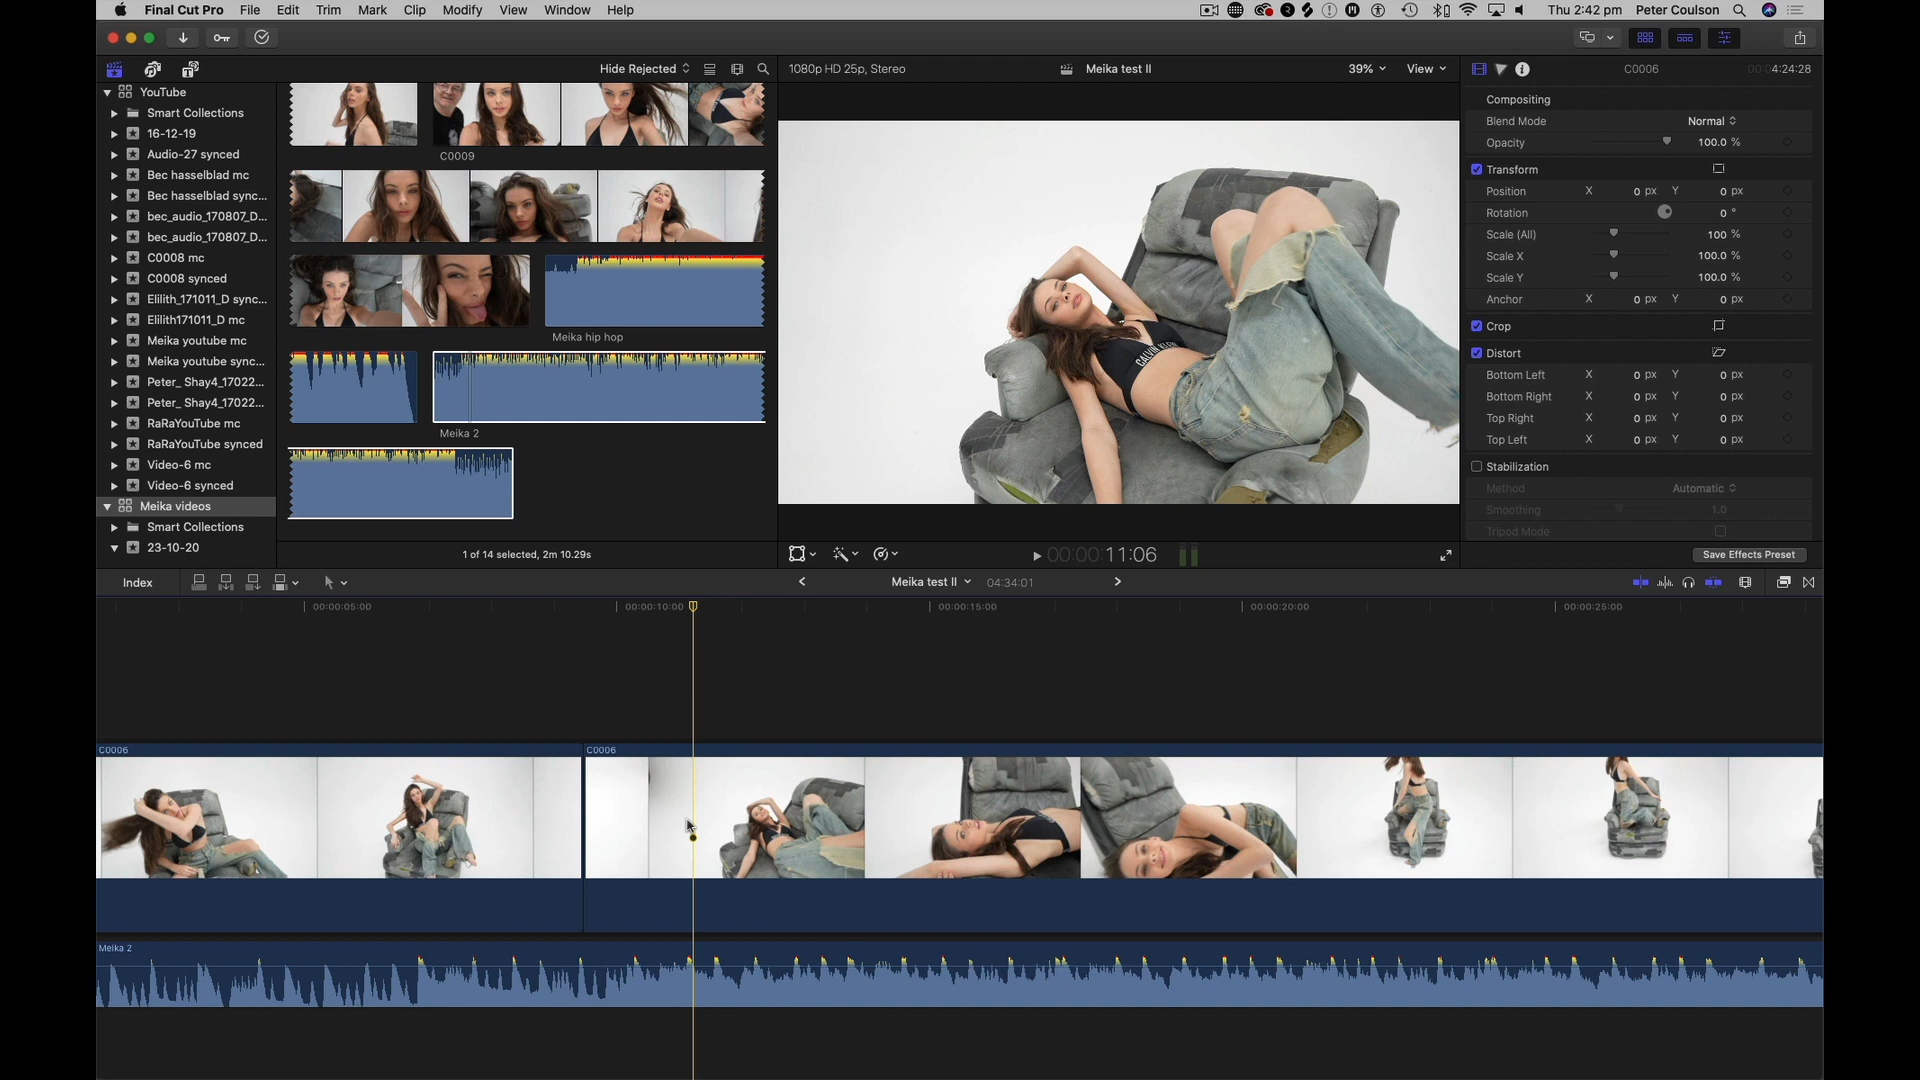 Final Cut Pro File Edit Trim Mark Clip Modify View Window Help Thu 2:42 pm Peter Coulson
Hide Rejected 1080p HD 25p, Stereo Meika test II 39% View C0006 00:04:24:28
YouTube
Smart Collections
16-12-19
Audio-27 synced
Bec hasselblad mc
Bec hasselblad sync...
bec_audio_170807_D...
bec_audio_170807_D...
C0008 mc
C0008 synced
Elilith_171011_D sync...
Elilith171011_D mc
Meika youtube mc
Meika youtube sync...
Peter_ Shay4_17022...
Peter_ Shay4_17022...
RaRaYouTube mc
RaRaYouTube synced
Video-6 mc
Video-6 synced
Meika videos
Smart Collections
23-10-20
C0009
Meika hip hop
Meika 2
1 of 14 selected, 2m 10.29s
CALVIN KLEIN
00:00:11:06
Compositing
Blend Mode Normal
Opacity 100.0 %
Transform
Position X 0 px Y 0 px
Rotation 0 °
Scale (All) 100 %
Scale X 100.0 %
Scale Y 100.0 %
Anchor X 0 px Y 0 px
Crop
Distort
Bottom Left X 0 px Y 0 px
Bottom Right X 0 px Y 0 px
Top Right X 0 px Y 0 px
Top Left X 0 px Y 0 px
Stabilization
Method Automatic
Smoothing 1.0
Tripod Mode
Save Effects Preset
Index Meika test II 04:34:01
00:00:05:00 00:00:10:00 00:00:15:00 00:00:20:00 00:00:25:00
C0006 C0006
Meika 2